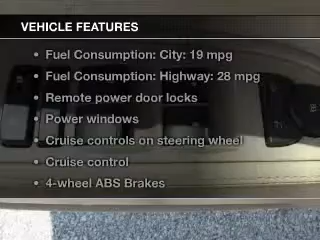 VEHICLE FEATURES
• Fuel Consumption: City: 19 mpg
• Fuel Consumption: Highway: 28 mpg
• Remote power door locks
• Power windows
• Cruise controls on steering wheel
• Cruise control
• 4-wheel ABS Brakes